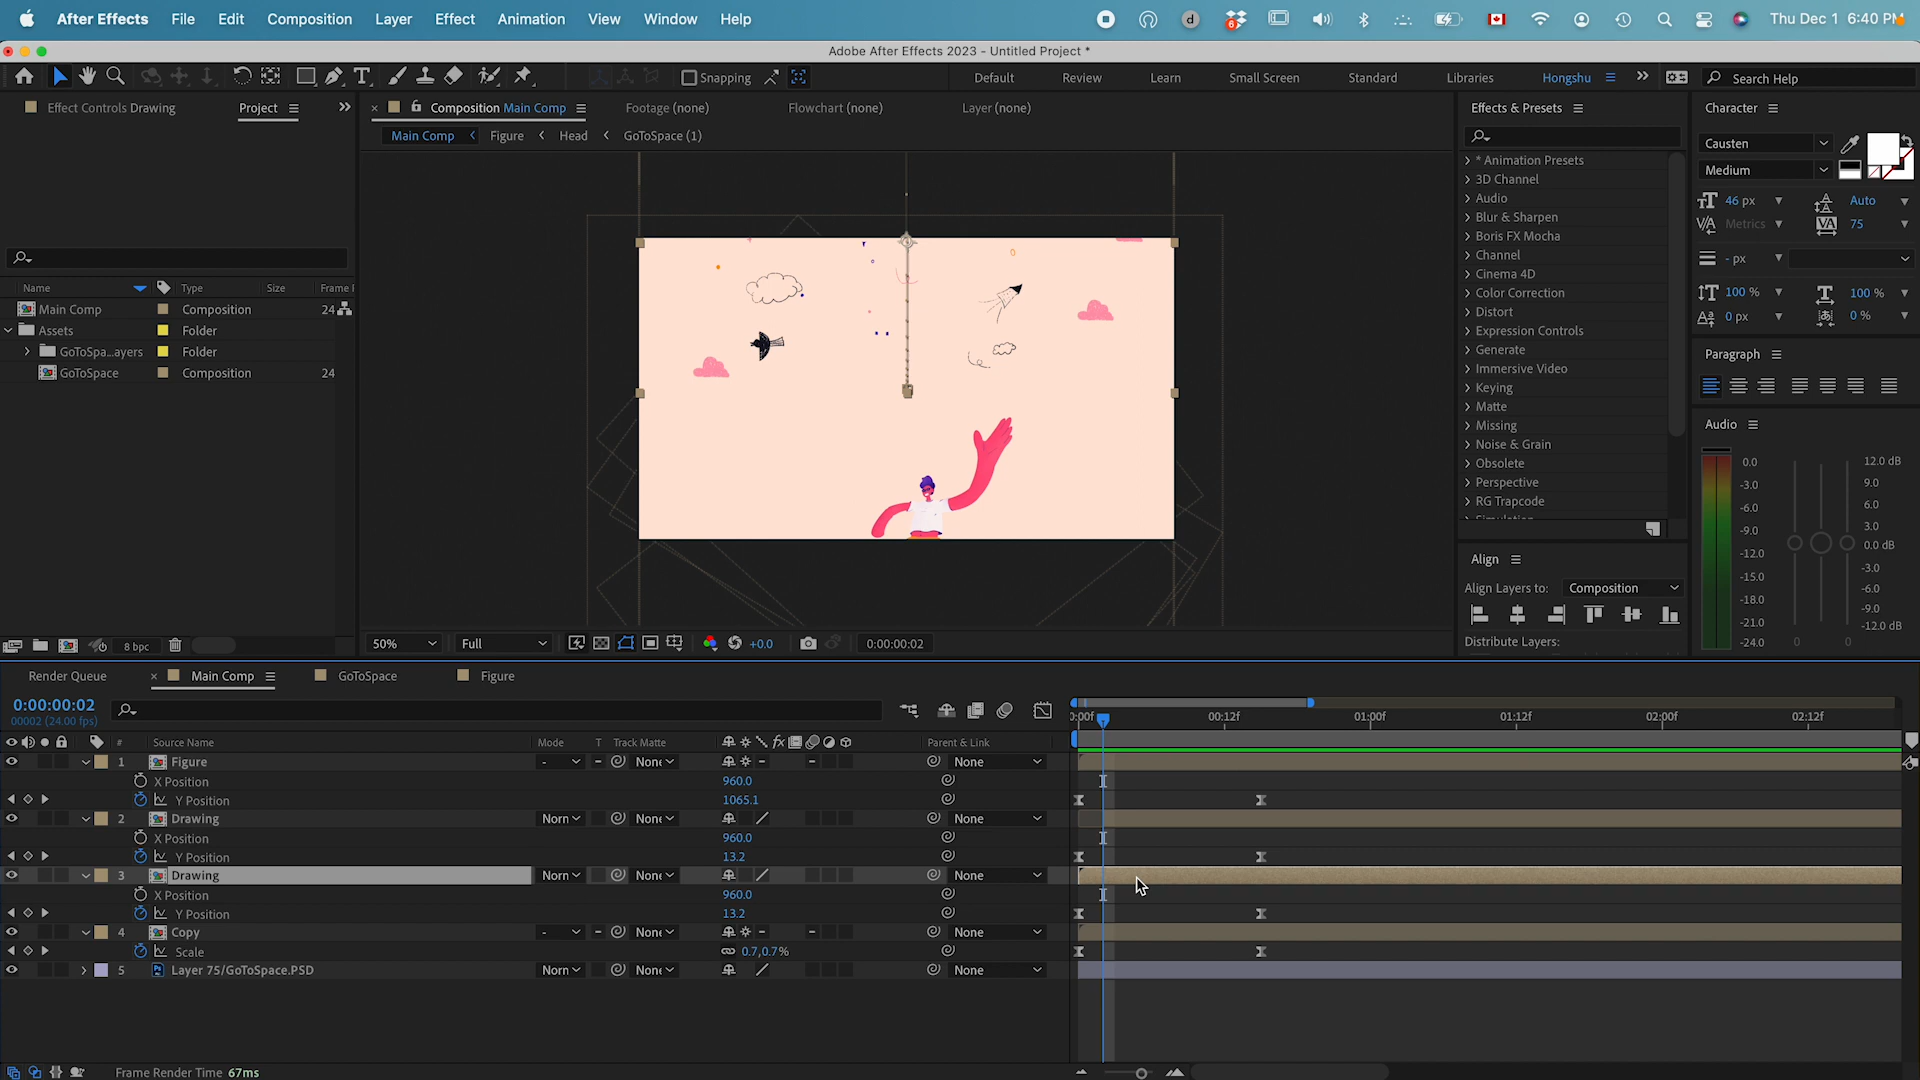 After Effects File Edit Composition Layer Effect Animation View Window Help Thu Dec 1 6:40 PM
Adobe After Effects 2023 - Untitled Project *
Snapping Default Review Learn Small Screen Standard Libraries Hongshu Search Help
Effect Controls Drawing Project Composition Main Comp Footage (none) Flowchart (none) Layer (none) Effects & Presets Character
Main Comp Figure Head GoToSpace (1)
Causten
Medium
* Animation Presets
3D Channel
Audio
Blur & Sharpen
Boris FX Mocha
Channel
Cinema 4D
Color Correction
Distort
Expression Controls
Generate
Immersive Video
Keying
Matte
Missing
Noise & Grain
Obsolete
Perspective
RG Trapcode
46 px Auto
Metrics 75
- px
100 % 100 %
0 px 0 %
Paragraph
Audio
0.0
-3.0
-6.0
-9.0
-12.0
-15.0
-18.0
-21.0
-24.0
12.0 dB
9.0
6.0
3.0
0.0 dB
-3.0
-6.0
-9.0
-12.0 dB
0 0
Align
Align Layers to: Composition
Distribute Layers:
Name Type Size Frame
Main Comp Composition 24
Assets Folder
GoToSpa...ayers Folder
GoToSpace Composition 24
8 bpc
50% Full +0.0 0:00:00:02
Render Queue Main Comp GoToSpace Figure
0:00:00:02
00002 (24.00 fps)
:00f 00:12f 01:00f 01:12f 02:00f 02:12f
# Source Name Mode T Track Matte fx Parent & Link
1 Figure - None None
X Position 960.0
Y Position 1065.1
2 Drawing Norn None None
X Position 960.0
Y Position 13.2
3 Drawing Norn None None
X Position 960.0
Y Position 13.2
4 Copy - None None
Scale 0.7,0.7%
5 Layer 75/GoToSpace.PSD Norn None None
Frame Render Time 67ms